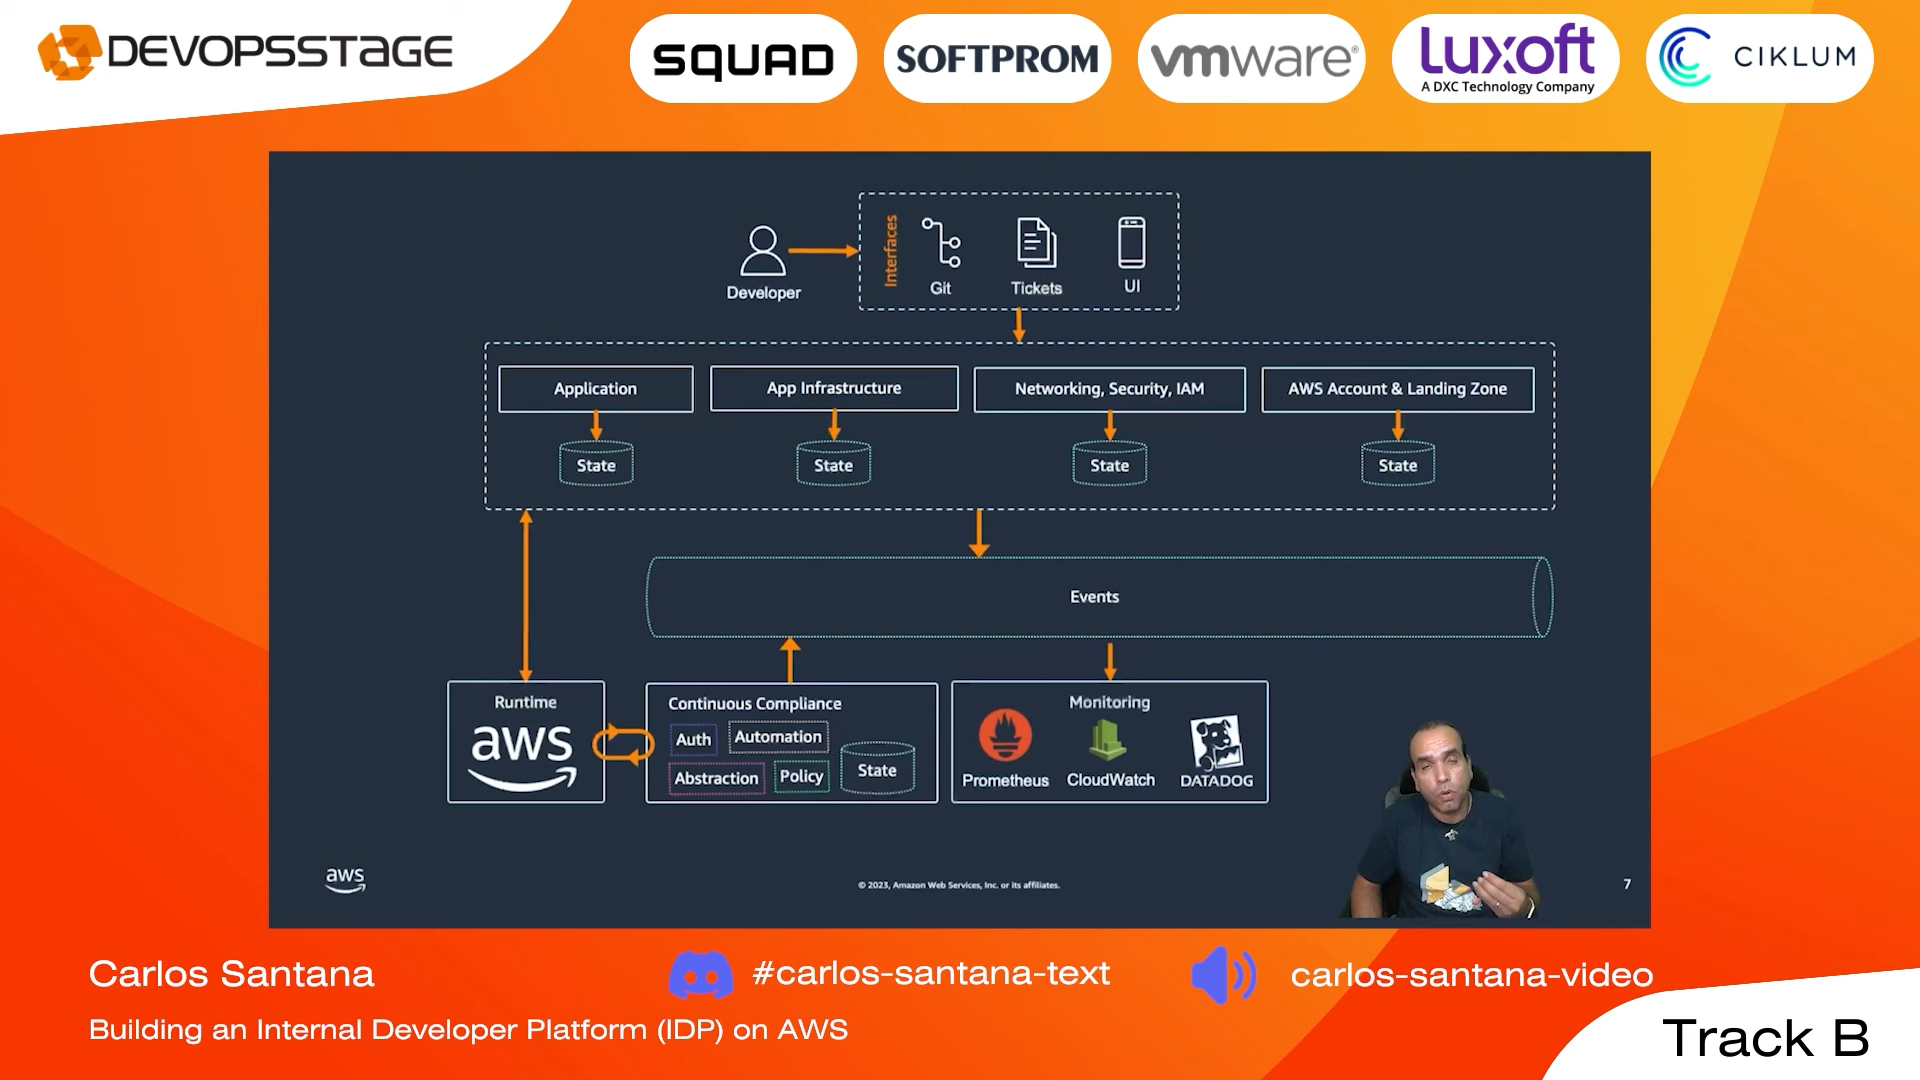 DEVOPSSTAGE
SQUAD
SOFTPROM
vmware®
Luxoft
A DXC Technology Company
CIKLUM
Interfaces
Developer
Git
Tickets
UI
Application
App Infrastructure
Networking, Security, IAM
AWS Account & Landing Zone
State
State
State
State
Events
Runtime
aws
Continuous Compliance
Auth
Automation
Abstraction
Policy
State
Monitoring
Prometheus
CloudWatch
DATADOG
aws
© 2023, Amazon Web Services, Inc. or its affiliates.
7
Carlos Santana
#carlos-santana-text
carlos-santana-video
Building an Internal Developer Platform (IDP) on AWS
Track B